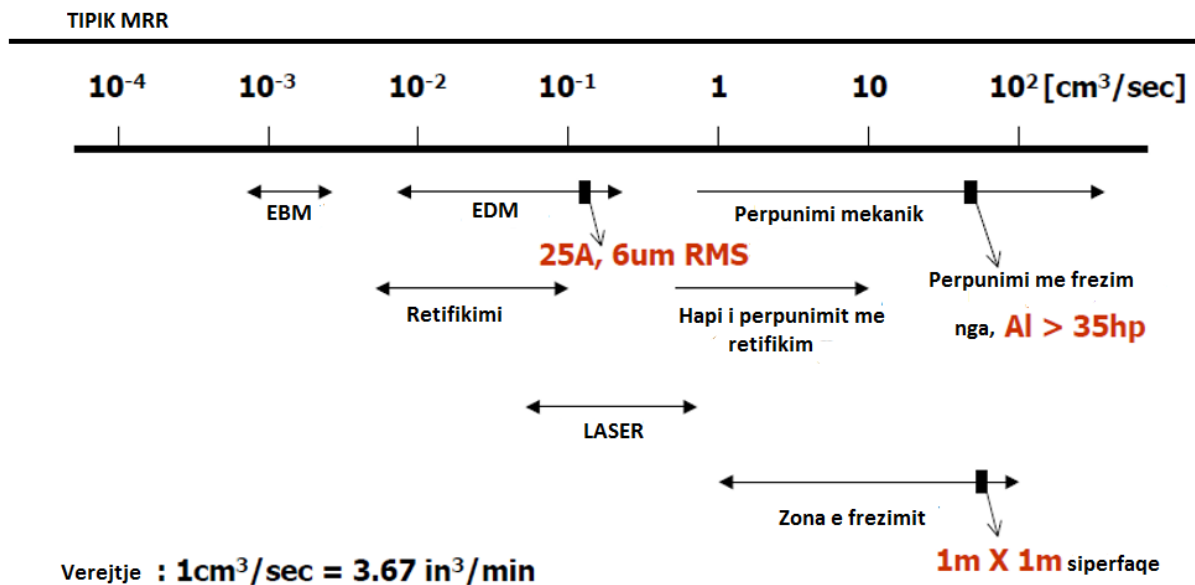 TIPIK MRR
10⁻⁴ 10⁻³ 10⁻² 10⁻¹ 1 10 10² [cm³/sec]
EBM
EDM
Perpunimi mekanik
25A, 6um RMS
Perpunimi me frezim
nga, Al > 35hp
Retifikimi
Hapi i perpunimit me
retifikim
LASER
Zona e frezimit
1m X 1m siperfaqe
Verejtje : 1cm³/sec = 3.67 in³/min